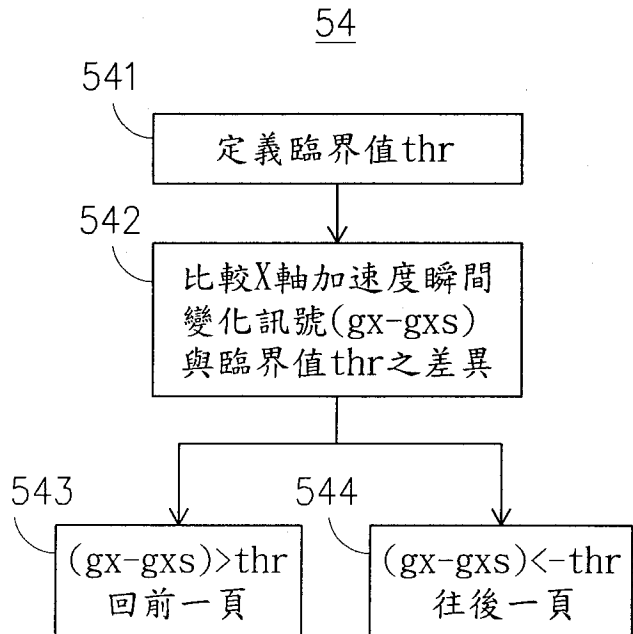 54
541
定義臨界值thr
542
比較X軸加速度瞬間
變化訊號(gx-gxs)
與臨界值thr之差異
543
(gx-gxs)>thr
回前一頁
544
(gx-gxs)<-thr
往後一頁